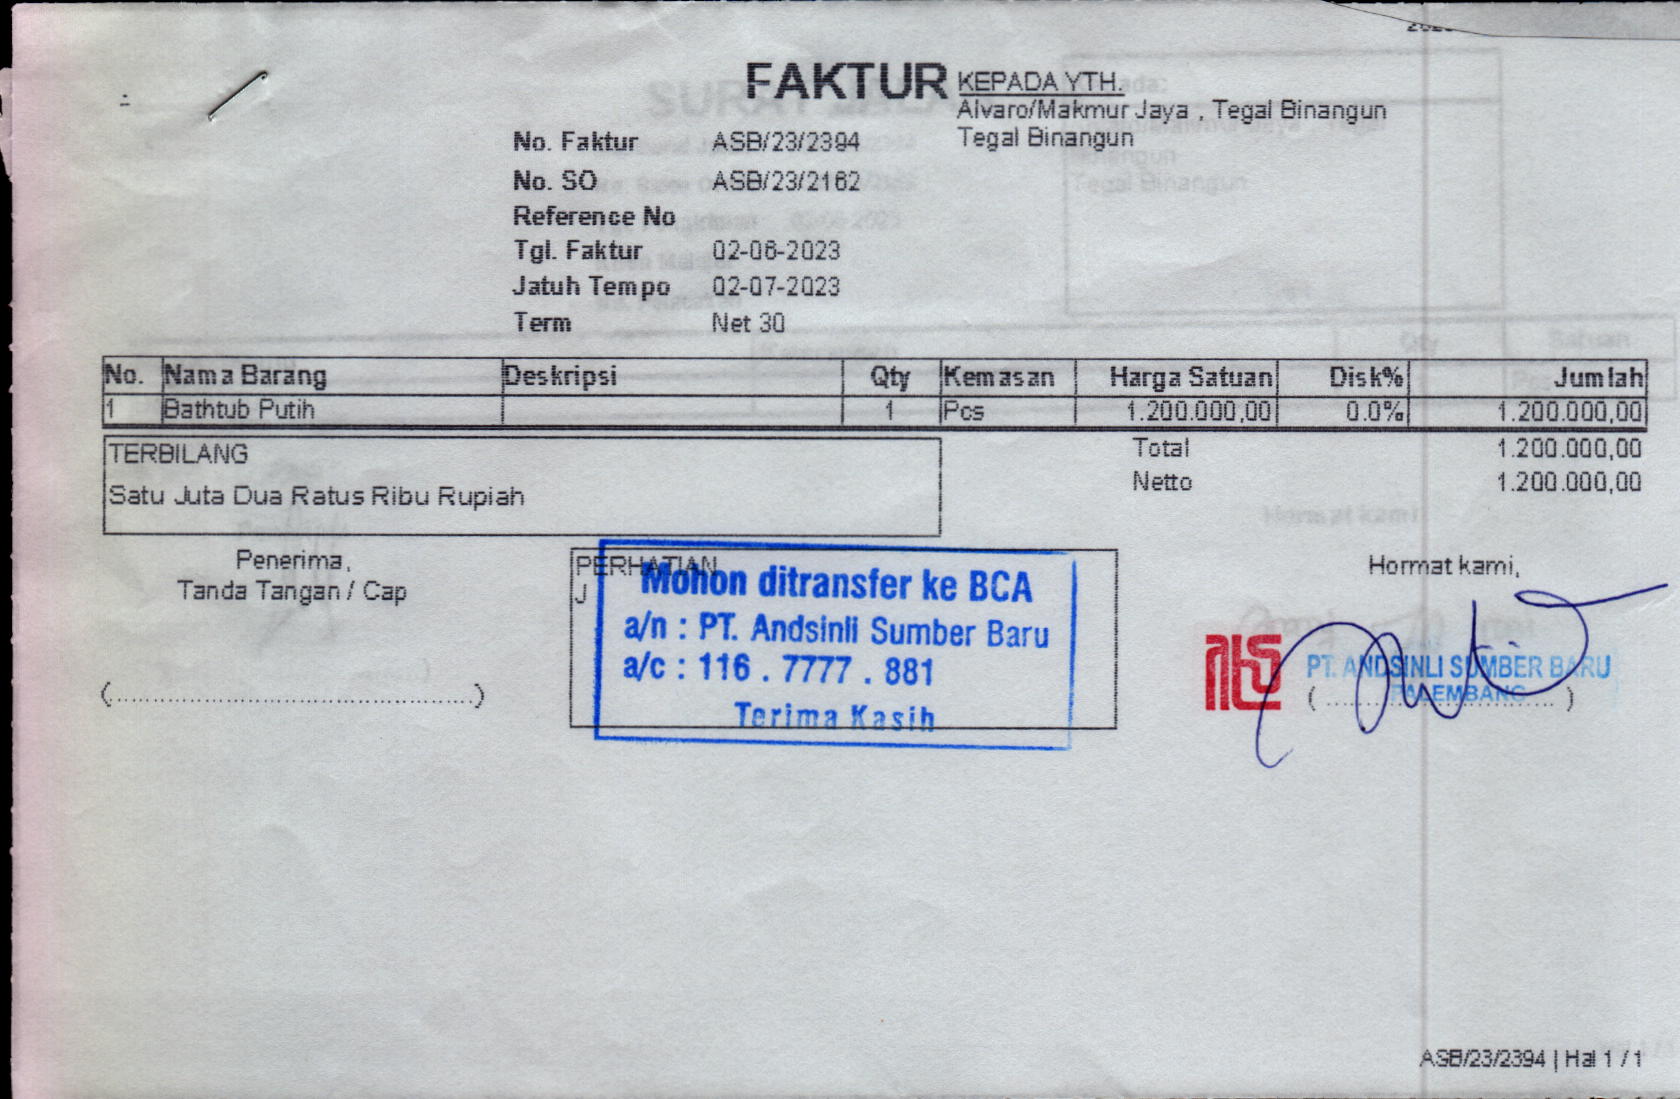 FAKTUR
KEPADA YTH.
Alvaro/Makmur Jaya , Tegal Binangun
Tegal Binangun
No. Faktur ASB/23/2394
No. SO ASB/23/2162
Reference No
Tgl. Faktur 02-06-2023
Jatuh Tempo 02-07-2023
Term Net 30
No. Nama Barang Deskripsi Qty Kemasan Harga Satuan Disk% Jumlah
1 Bathtub Putih 1 Pcs 1.200.000,00 0.0% 1.200.000,00
TERBILANG
Satu Juta Dua Ratus Ribu Rupiah
Total 1.200.000,00
Netto 1.200.000,00
Penerima,
Tanda Tangan / Cap
(.............................................)
PERHATIAN
J
Mohon ditransfer ke BCA
a/n : PT. Andsinli Sumber Baru
a/c : 116 . 7777 . 881
Terima Kasih
Hormat kami,
PT. ANDSINLI SUMBER BARU
PALEMBANG
(................................)
ASB/23/2394 | Hal 1 / 1